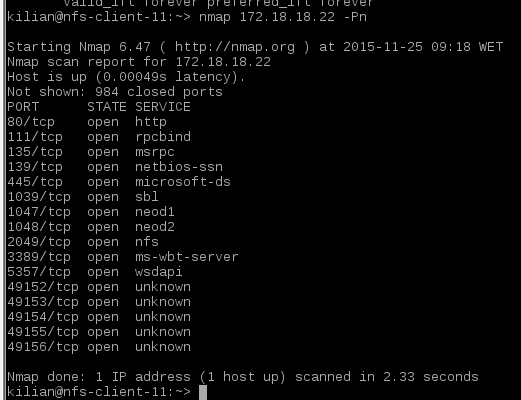 valid_lft forever preferred_lft forever
kilian@nfs-client-11:~> nmap 172.18.18.22 -Pn
Starting Nmap 6.47 ( http://nmap.org ) at 2015-11-25 09:18 WET
Nmap scan report for 172.18.18.22
Host is up (0.00049s latency).
Not shown: 984 closed ports
PORT      STATE SERVICE
80/tcp    open  http
111/tcp   open  rpcbind
135/tcp   open  msrpc
139/tcp   open  netbios-ssn
445/tcp   open  microsoft-ds
1039/tcp  open  sbl
1047/tcp  open  neod1
1048/tcp  open  neod2
2049/tcp  open  nfs
3389/tcp  open  ms-wbt-server
5357/tcp  open  wsdapi
49152/tcp open  unknown
49153/tcp open  unknown
49154/tcp open  unknown
49155/tcp open  unknown
49156/tcp open  unknown
Nmap done: 1 IP address (1 host up) scanned in 2.33 seconds
kilian@nfs-client-11:~>